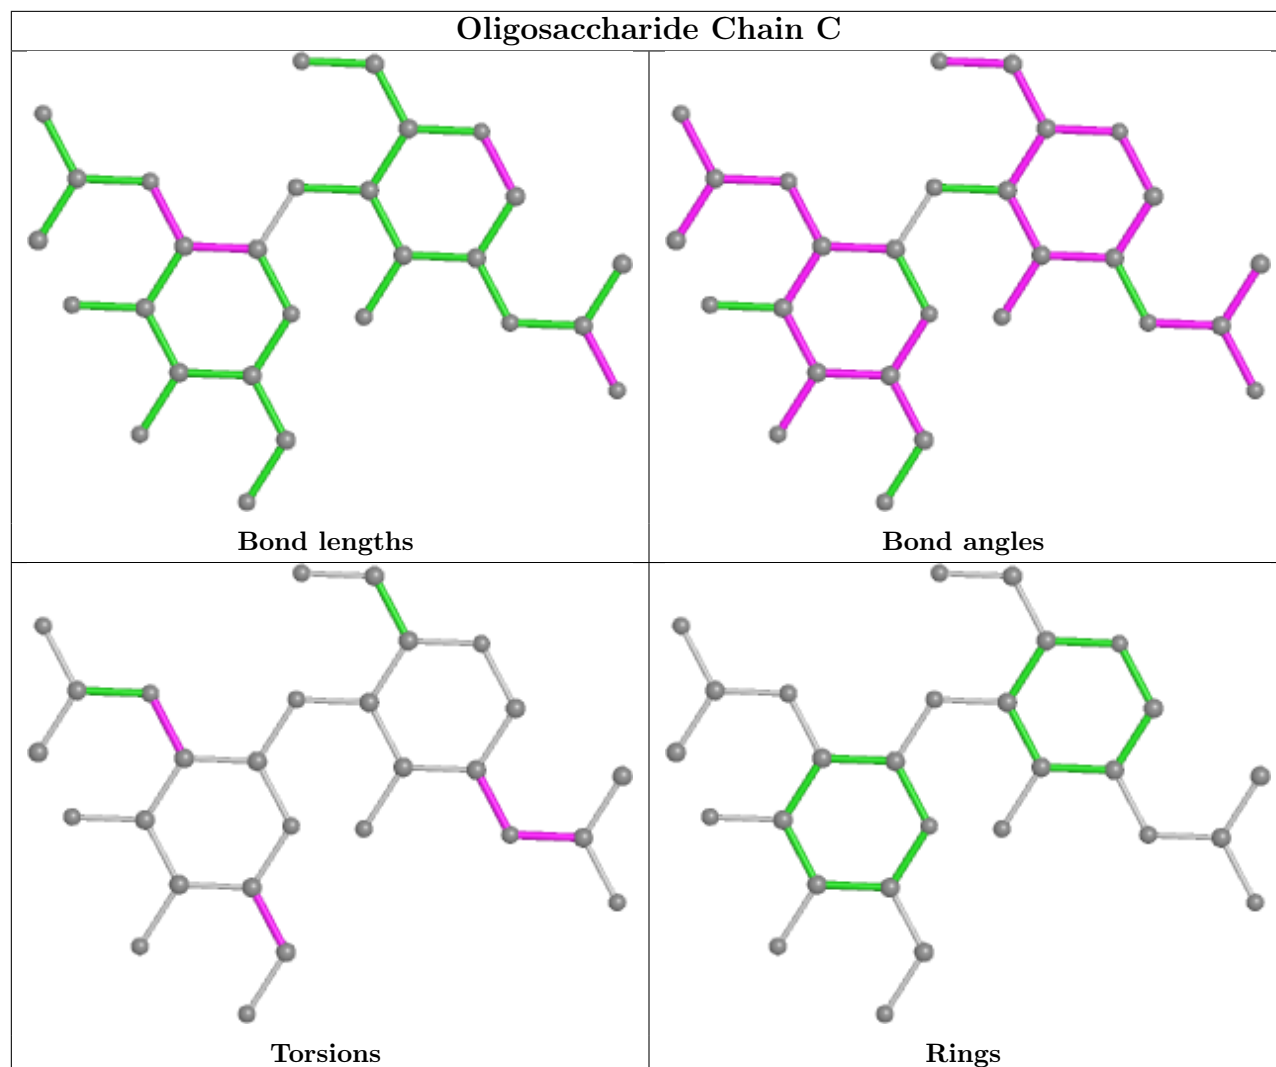 Oligosaccharide Chain C
Bond lengths
Bond angles
Torsions
Rings